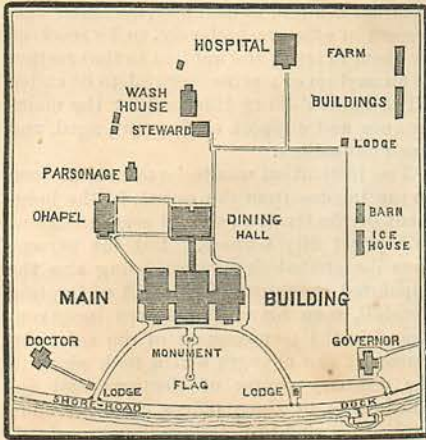 HOSPITAL
FARM
BUILDINGS
WASH
HOUSE
STEWARD
LODGE
PARSONAGE
CHAPEL
DINING
HALL
BARN
ICE
HOUSE
MAIN
BUILDING
DOCTOR
MONUMENT
GOVERNOR
FLAG
LODGE
LODGE
SHORE-ROAD
DOCK